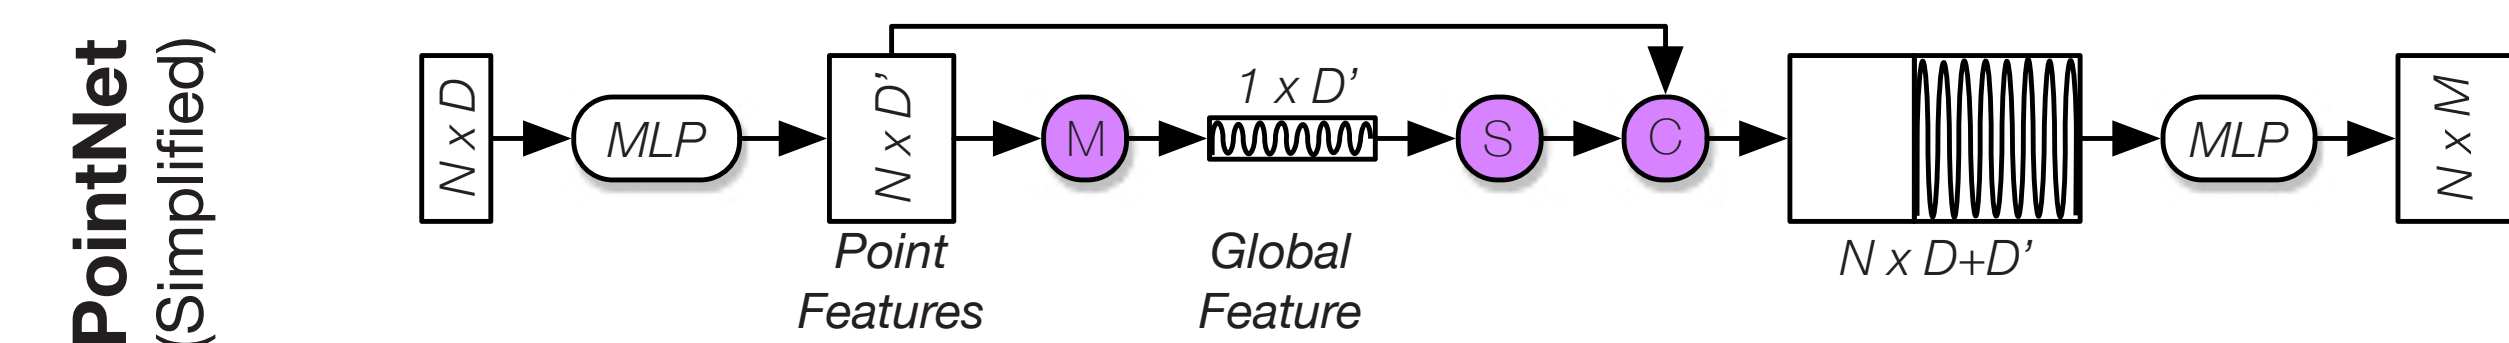 PointNet
(Simplified)
N x D
MLP
N x D'
Point
Features
M
1 x D'
Global
Feature
S
C
N x D+D'
MLP
N x M